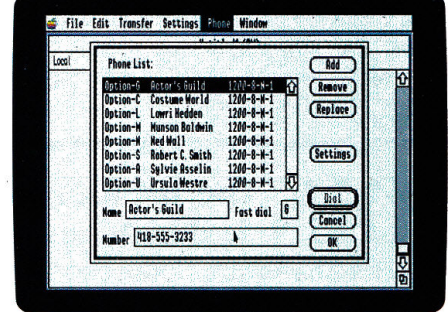 File Edit Transfer Settings Phone Window
Local
Phone List:
Option-G Actor's Guild 1200-8-N-1
Option-C Costume World 1200-8-N-1
Option-L Lowri Hedden 1200-8-N-1
Option-M Munson Boldwin 1200-8-N-1
Option-N Ned Wall 1200-8-N-1
Option-S Robert C. Smith 1200-8-N-1
Option-A Sylvie Asselin 1200-8-N-1
Option-U Ursula Westre 1200-8-N-1
Add
Remove
Replace
Settings
Dial
Cancel
OK
Name Actor's Guild Fast dial G
Number 418-555-3233